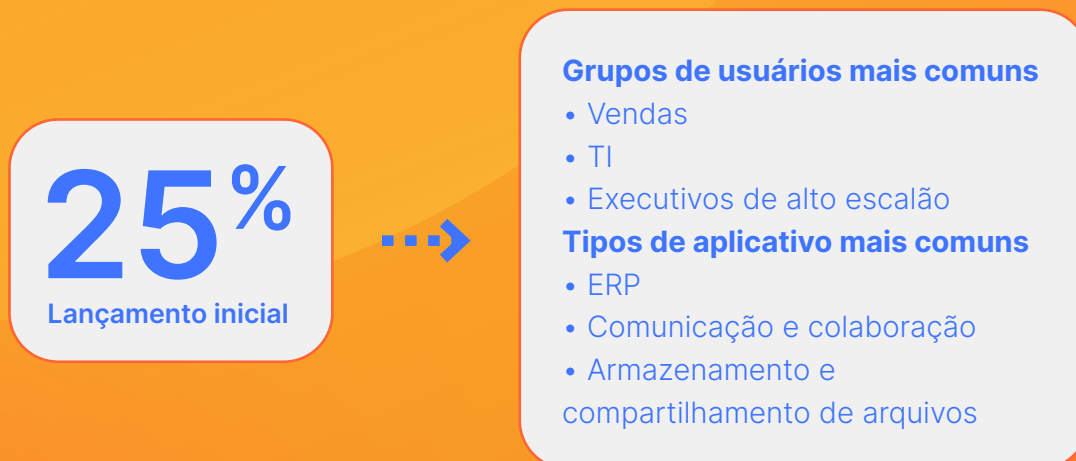 25%
Lançamento inicial
Grupos de usuários mais comuns
• Vendas
• TI
• Executivos de alto escalão
Tipos de aplicativo mais comuns
• ERP
• Comunicação e colaboração
• Armazenamento e
compartilhamento de arquivos